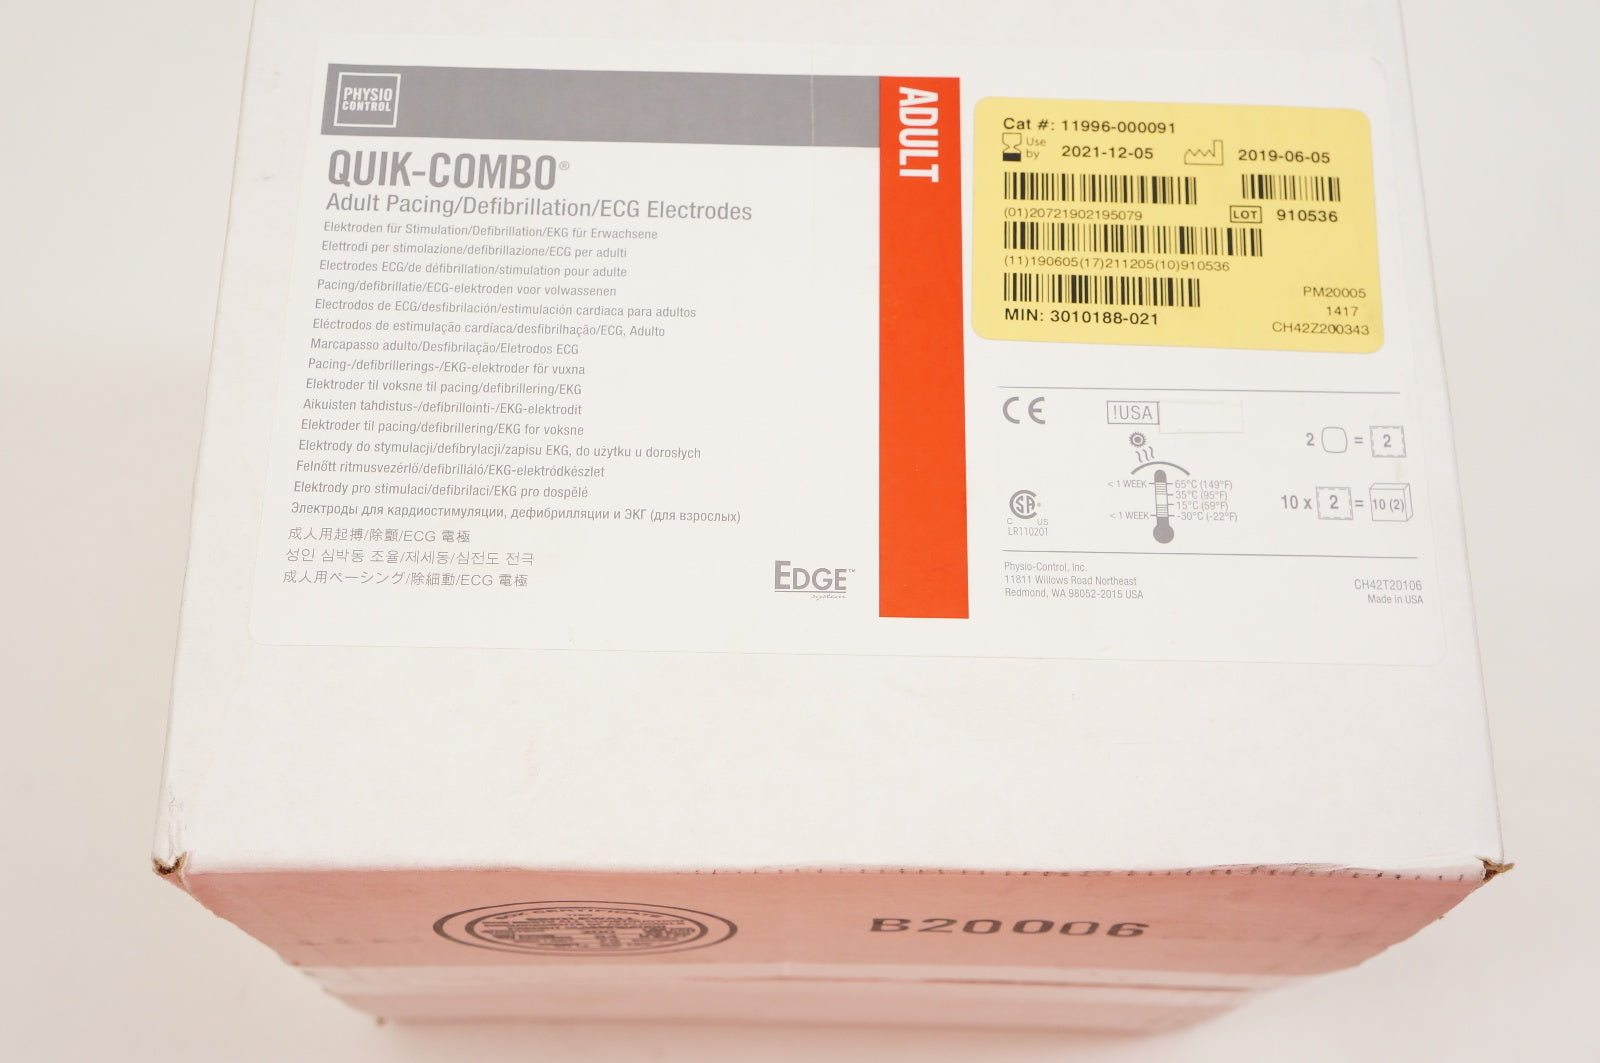 PHYSIO
CONTROL
QUIK-COMBO®
Adult Pacing/Defibrillation/ECG Electrodes
Elektroden für Stimulation/Defibrillation/EKG für Erwachsene
Elettrodi per stimolazione/defibrillazione/ECG per adulti
Electrodes ECG/de défibrillation/stimulation pour adulte
Pacing/defibrillatie/ECG-elektroden voor volwassenen
Electrodos de ECG/desfibrilación/estimulación cardiaca para adultos
Eléctrodos de estimulação cardíaca/desfibrilhação/ECG, Adulto
Marcapasso adulto/Desfibrilação/Eletrodos ECG
Pacing-/defibrillerings-/EKG-elektroder för vuxna
Elektroder til voksne til pacing/defibrillering/EKG
Aikuisten tahdistus-/defibrillointi-/EKG-elektrodit
Elektroder til pacing/defibrillering/EKG for voksne
Elektrody do stymulacji/defibrylacji/zapisu EKG, do użytku u dorosłych
Felnőtt ritmusvezérlő/defibrilláló/EKG-elektródkészlet
Elektrody pro stimulaci/defibrilaci/EKG pro dospělé
Электроды для кардиостимуляции, дефибрилляции и ЭКГ (для взрослых)
成人用起搏/除颤/ECG 電極
성인 심박동 조율/제세동/심전도 전극
成人用ペーシング/除細動/ECG 電極
EDGE™
system
ADULT
Cat #: 11996-000091
Use by 2021-12-05 2019-06-05
(01)20721902195079 LOT 910536
(11)190605(17)211205(10)910536
PM20005
MIN: 3010188-021 1417
CH42Z200343
CE !USA
2 = 2
< 1 WEEK 65°C (149°F)
35°C (95°F)
15°C (59°F)
< 1 WEEK -30°C (-22°F)
10 x 2 = 10 (2)
SA
C US
LR110201
Physio-Control, Inc.
11811 Willows Road Northeast
Redmond, WA 98052-2015 USA
CH42T20106
Made in USA
B20006